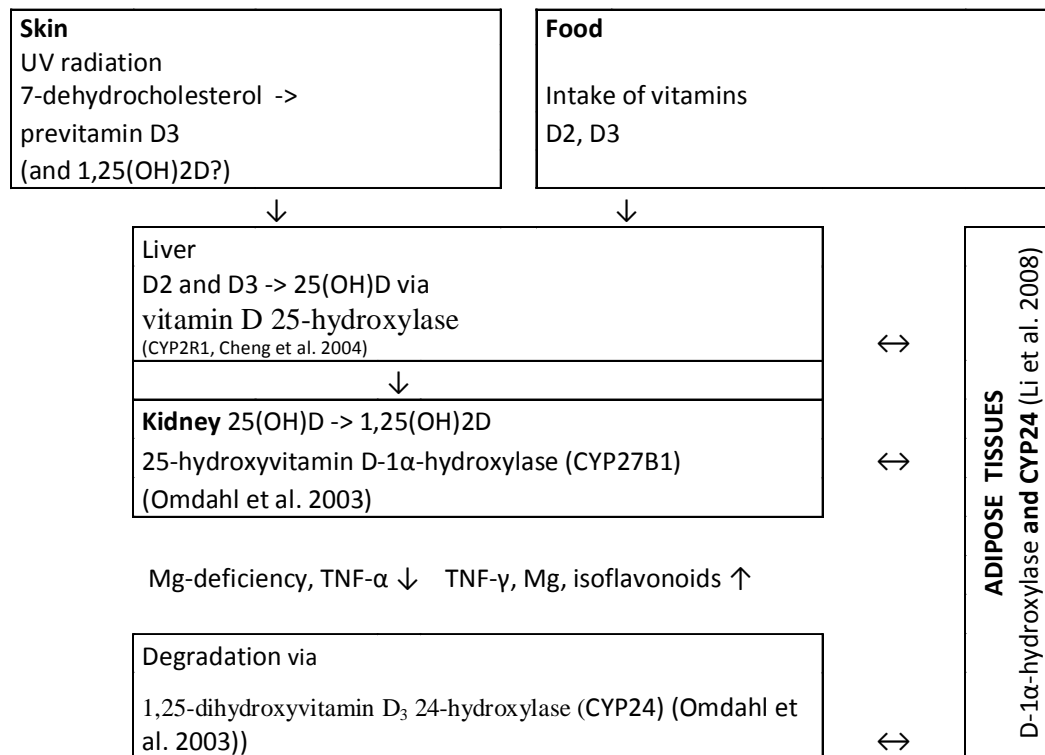 Skin
UV radiation
7-dehydrocholesterol ->
previtamin D3
(and 1,25(OH)2D?)
Food
Intake of vitamins
D2, D3
↓ ↓
Liver
D2 and D3 -> 25(OH)D via
vitamin D 25-hydroxylase
(CYP2R1, Cheng et al. 2004)
↔
↓
Kidney 25(OH)D -> 1,25(OH)2D
25-hydroxyvitamin D-1α-hydroxylase (CYP27B1)
(Omdahl et al. 2003)
↔
Mg-deficiency, TNF-α ↓ TNF-γ, Mg, isoflavonoids ↑
Degradation via
1,25-dihydroxyvitamin D₃ 24-hydroxylase (CYP24) (Omdahl et
al. 2003))
↔
ADIPOSE TISSUES
D-1α-hydroxylase and CYP24 (Li et al. 2008)